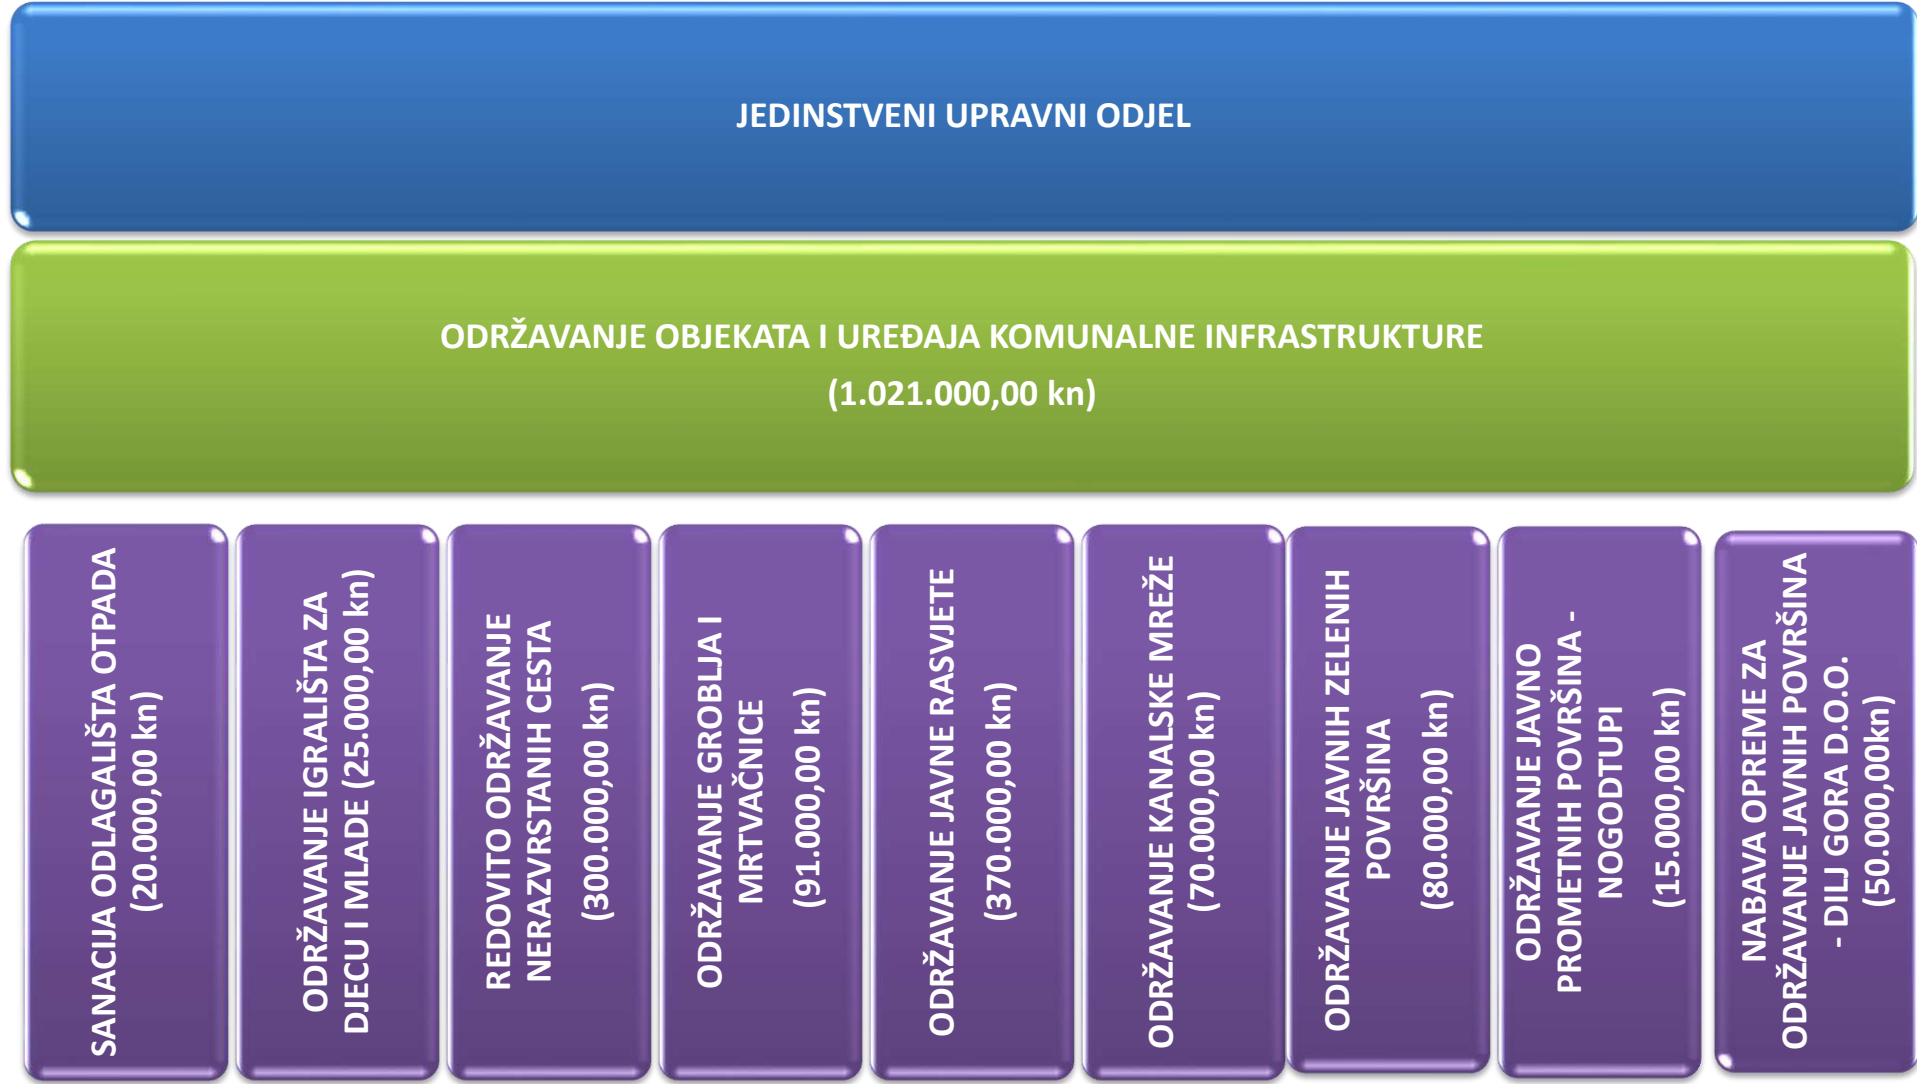 JEDINSTVENI UPRAVNI ODJEL
ODRŽAVANJE OBJEKATA I UREĐAJA KOMUNALNE INFRASTRUKTURE
(1.021.000,00 kn)
SANACIJA ODLAGALIŠTA OTPADA
(20.000,00 kn)
ODRŽAVANJE IGRALIŠTA ZA
DJECU I MLADE (25.000,00 kn)
REDOVITO ODRŽAVANJE
NERAZVRSTANIH CESTA
(300.000,00 kn)
ODRŽAVANJE GROBLJA I
MRTVAČNICE
(91.000,00 kn)
ODRŽAVANJE JAVNE RASVJETE
(370.000,00 kn)
ODRŽAVANJE KANALSKE MREŽE
(70.000,00 kn)
ODRŽAVANJE JAVNIH ZELENIH
POVRŠINA
(80.000,00 kn)
ODRŽAVANJE JAVNO
PROMETNIH POVRŠINA -
NOGODTUPI
(15.000,00 kn)
NABAVA OPREME ZA
ODRŽAVANJE JAVNIH POVRŠINA
- DILJ GORA D.O.O.
(50.000,00kn)